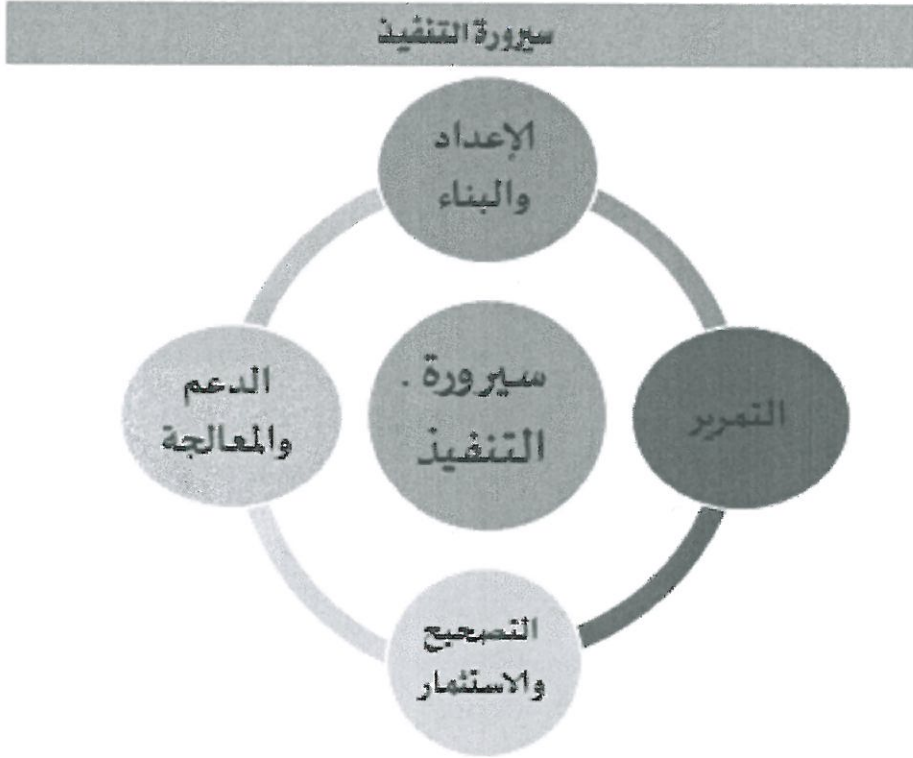 سيرورة التنفيذ
الإعداد
والبناء
التمرير
التصحيح
والاستثمار
الدعم
والمعالجة
سيرورة .
التنفيذ